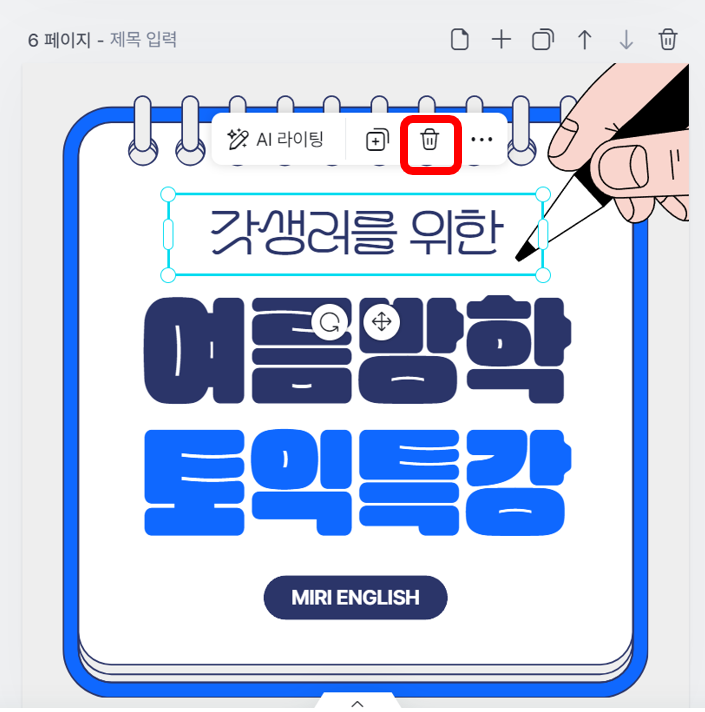 6 페이지 - 제목 입력
AI 라이팅
갓생러를 위한
여름방학
토익특강
MIRI ENGLISH